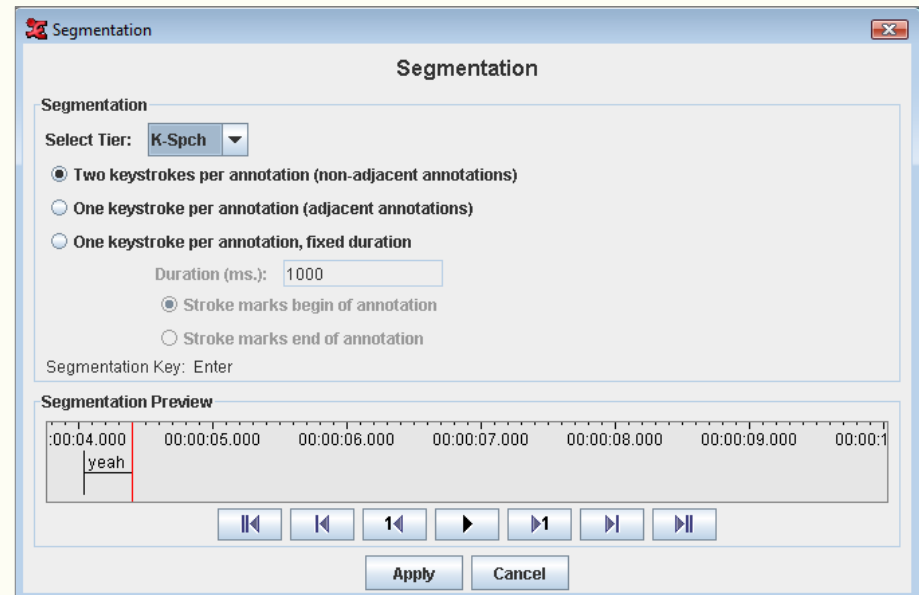 Segmentation
Segmentation
Segmentation
Select Tier: K-Spch
Two keystrokes per annotation (non-adjacent annotations)
One keystroke per annotation (adjacent annotations)
One keystroke per annotation, fixed duration
Duration (ms.): 1000
Stroke marks begin of annotation
Stroke marks end of annotation
Segmentation Key: Enter
Segmentation Preview
:00:04.000 00:00:05.000 00:00:06.000 00:00:07.000 00:00:08.000 00:00:09.000 00:00:1
yeah
1 1
Apply Cancel